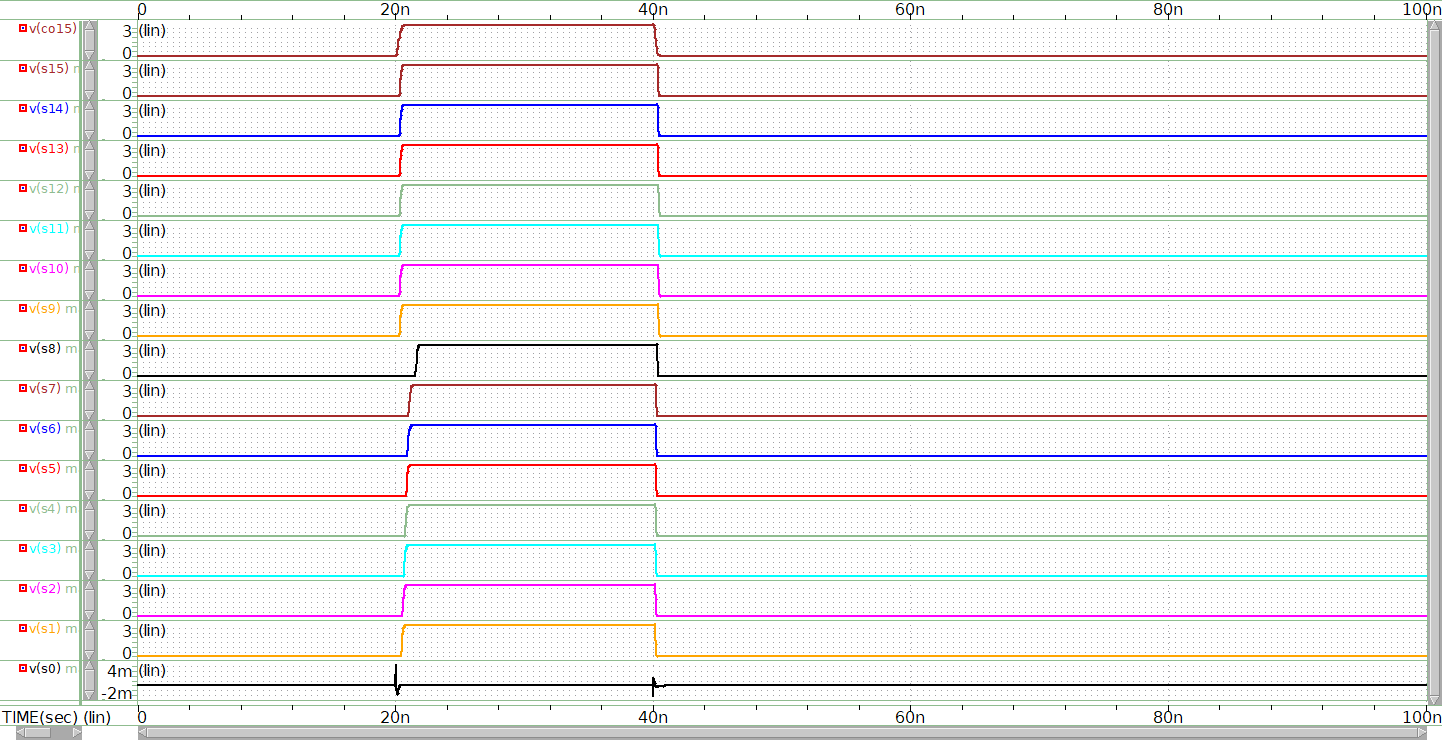 0 20n 40n 60n 80n 100n
v(co15) 3 (lin)
0
v(s15) 3 (lin)
0
v(s14) 3 (lin)
0
v(s13) 3 (lin)
0
v(s12) 3 (lin)
0
v(s11) 3 (lin)
0
v(s10) 3 (lin)
0
v(s9) m 3 (lin)
0
v(s8) m 3 (lin)
0
v(s7) m 3 (lin)
0
v(s6) m 3 (lin)
0
v(s5) m 3 (lin)
0
v(s4) m 3 (lin)
0
v(s3) m 3 (lin)
0
v(s2) m 3 (lin)
0
v(s1) m 3 (lin)
0
v(s0) m 4m (lin)
-2m
TIME(sec) (lin) 0 20n 40n 60n 80n 100n